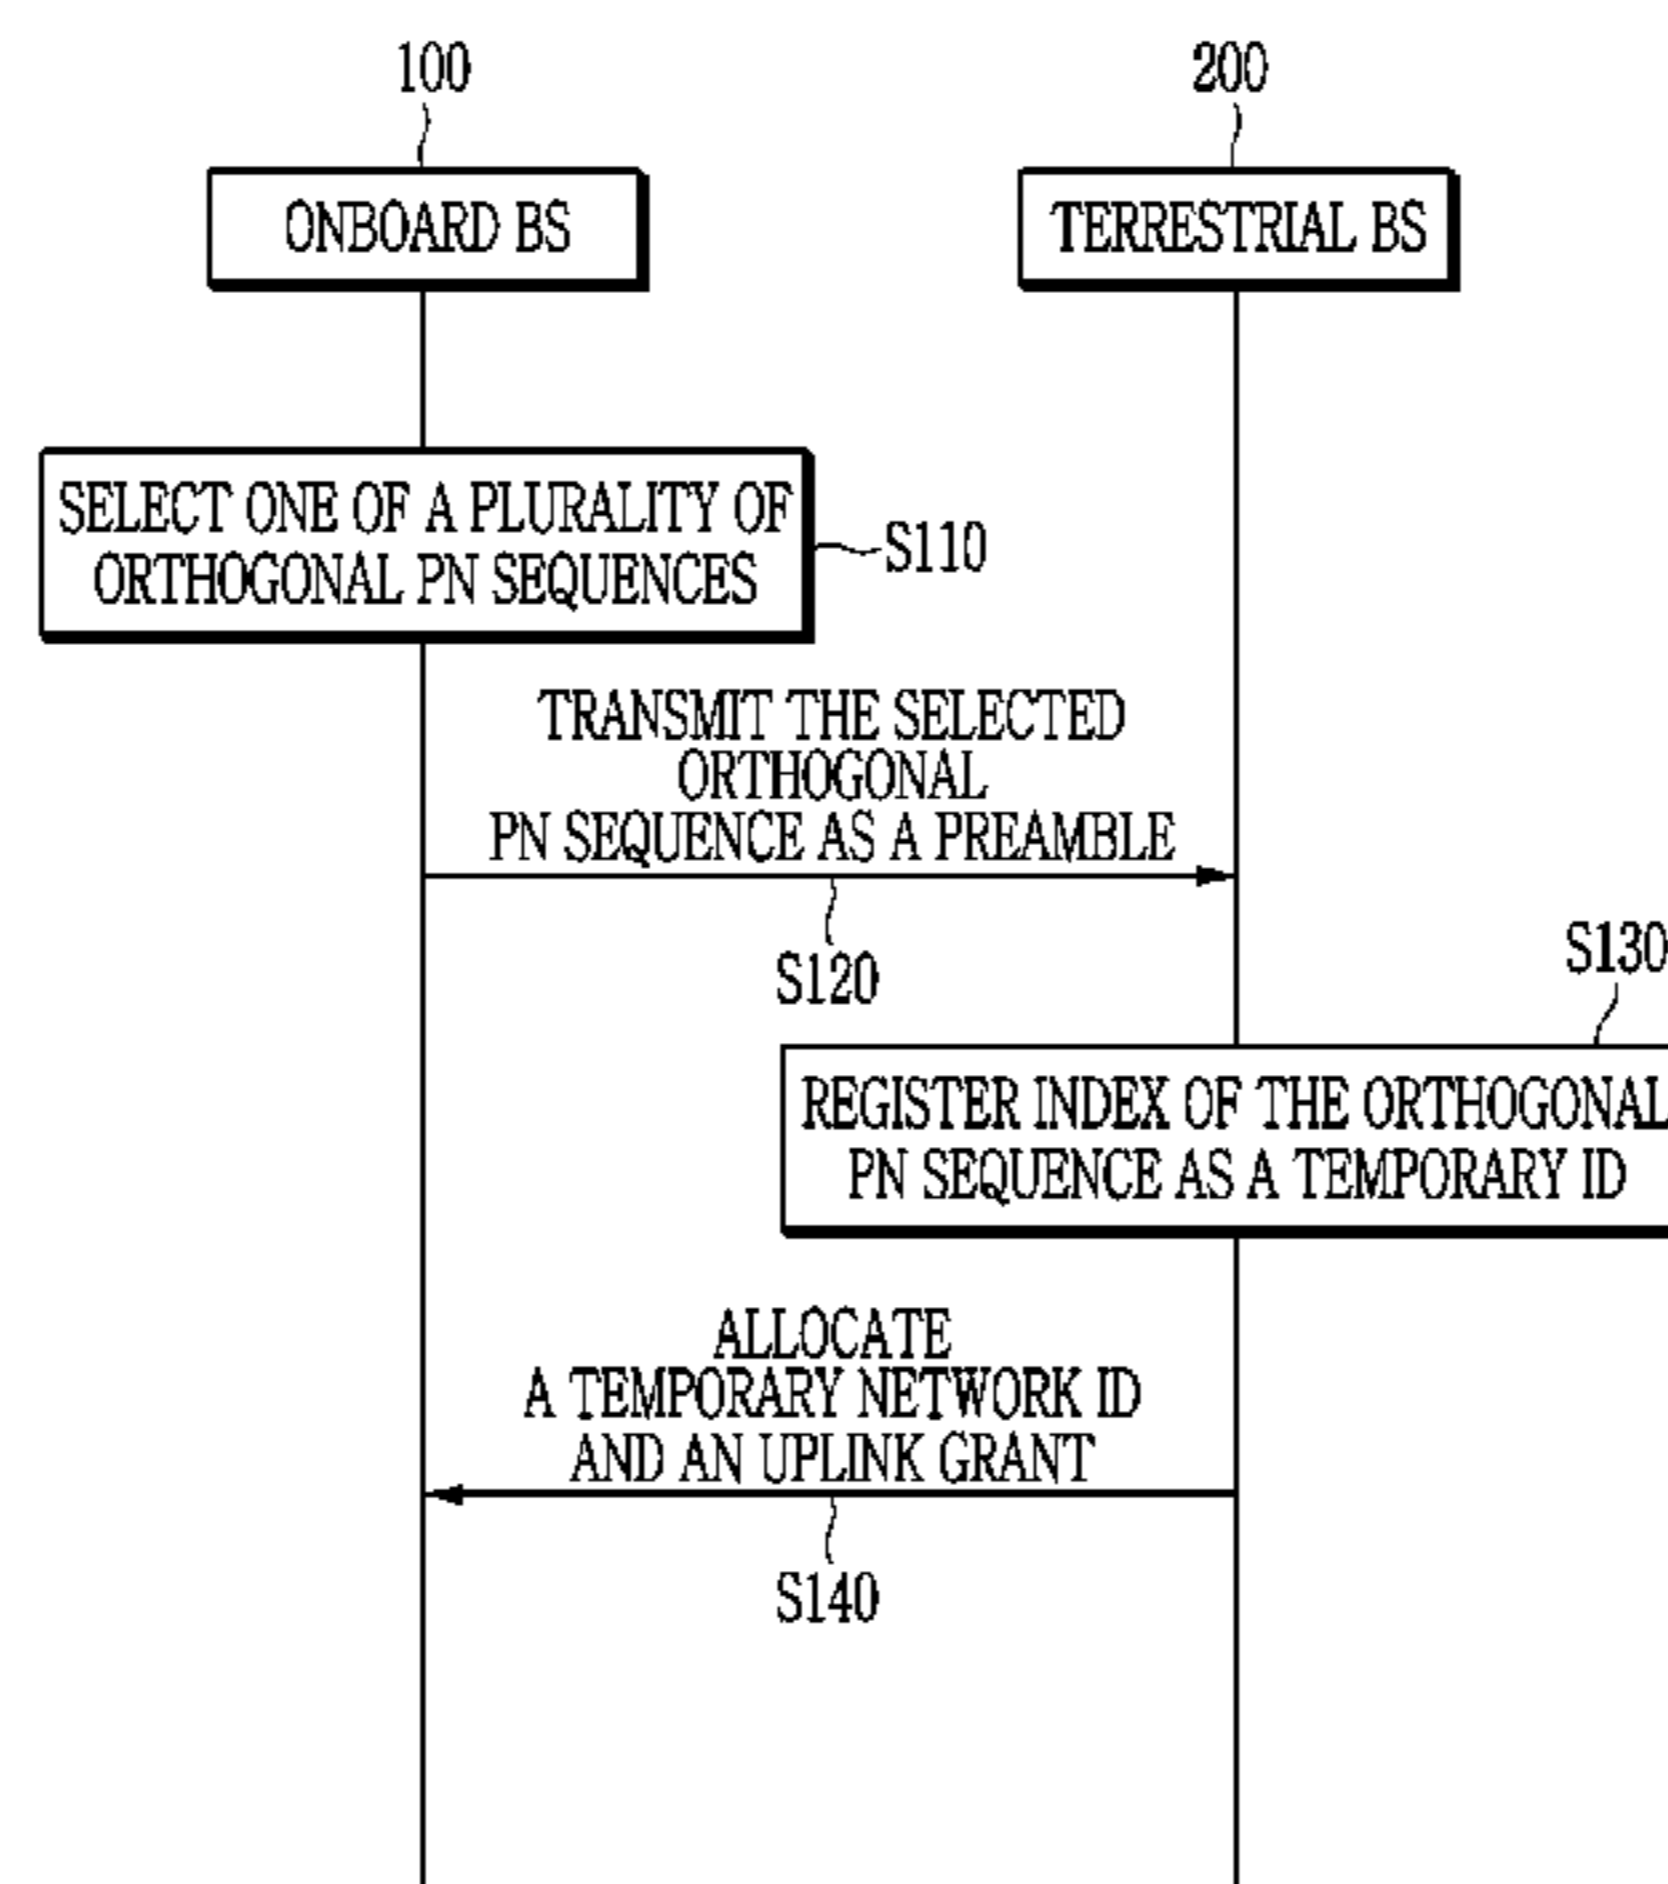 100
200
ONBOARD BS
TERRESTRIAL BS
SELECT ONE OF A PLURALITY OF
ORTHOGONAL PN SEQUENCES
S110
TRANSMIT THE SELECTED
ORTHOGONAL
PN SEQUENCE AS A PREAMBLE
S120
S130
REGISTER INDEX OF THE ORTHOGONAL
PN SEQUENCE AS A TEMPORARY ID
ALLOCATE
A TEMPORARY NETWORK ID
AND AN UPLINK GRANT
S140